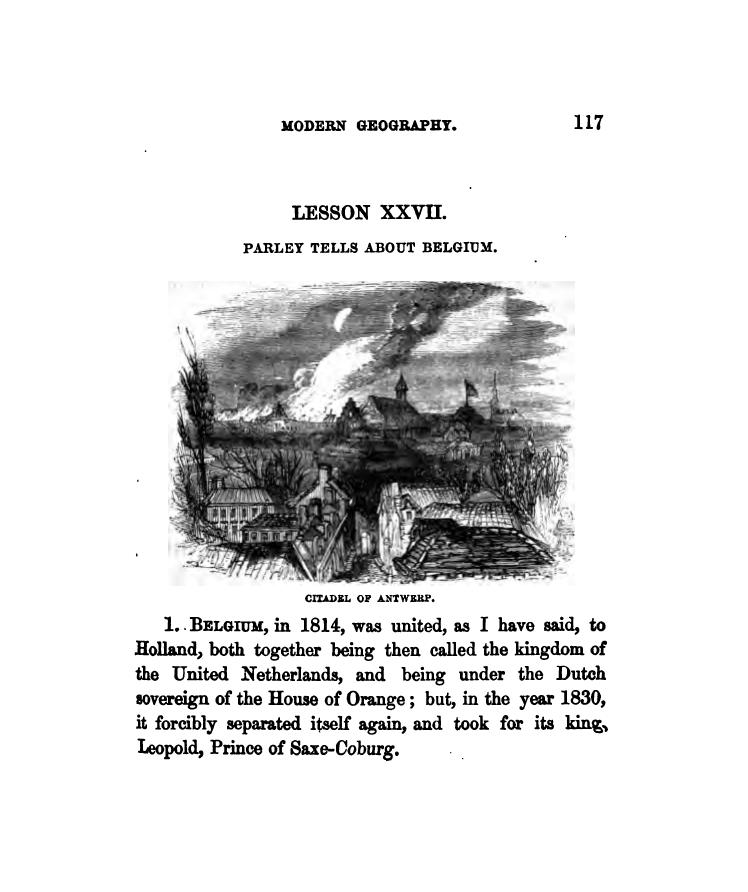 MODERN GEOGRAPHY. 117
LESSON XXVII.
PARLEY TELLS ABOUT BELGIUM.
CITADEL OF ANTWERP.
1. BELGIUM, in 1814, was united, as I have said, to
Holland, both together being then called the kingdom of
the United Netherlands, and being under the Dutch
sovereign of the House of Orange; but, in the year 1830,
it forcibly separated itself again, and took for its king,
Leopold, Prince of Saxe-Coburg.